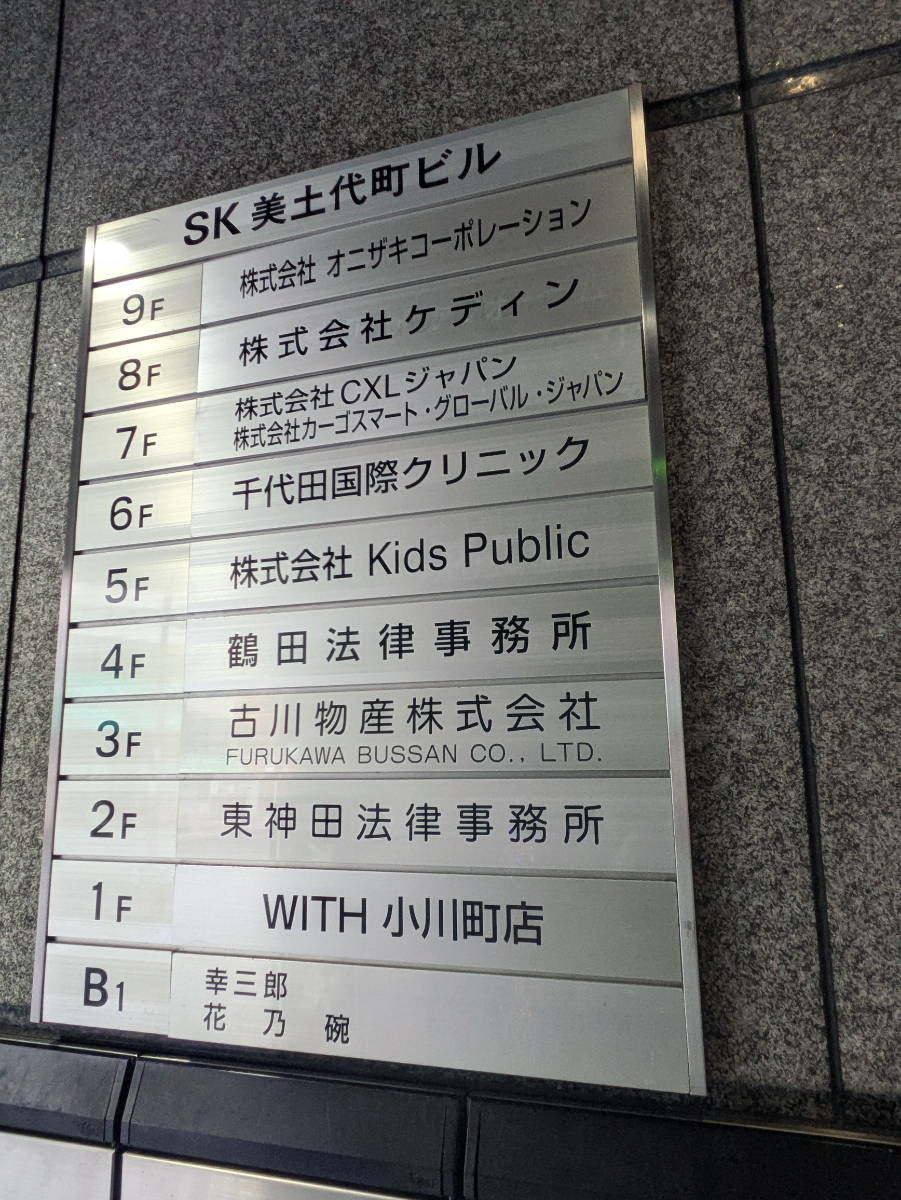 SK 美土代町ビル
9F 株式会社 オニザキコーポレーション
8F 株式会社ケディン
7F 株式会社CXLジャパン
株式会社カーゴスマート・グローバル・ジャパン
6F 千代田国際クリニック
5F 株式会社 Kids Public
4F 鶴田法律事務所
3F 古川物産株式会社
FURUKAWA BUSSAN CO., LTD.
2F 東神田法律事務所
1F WITH 小川町店
B1 幸三郎
花乃碗